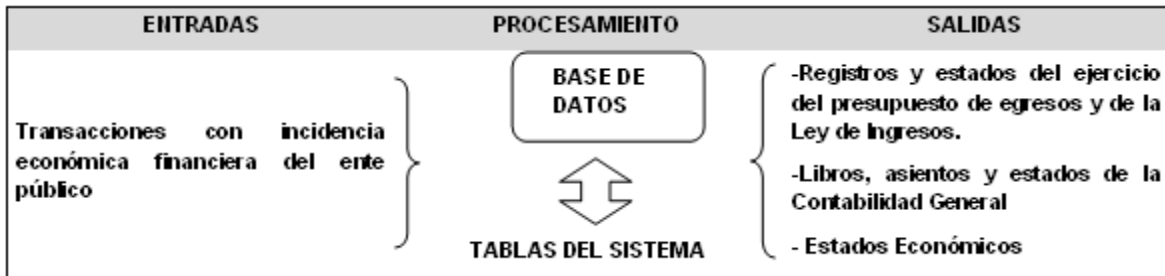 ENTRADAS
PROCESAMIENTO
SALIDAS
Transacciones con incidencia
económica financiera del ente
público
BASE DE
DATOS
TABLAS DEL SISTEMA
-Registros y estados del ejercicio
del presupuesto de egresos y de la
Ley de Ingresos.
-Libros, asientos y estados de la
Contabilidad General
- Estados Económicos